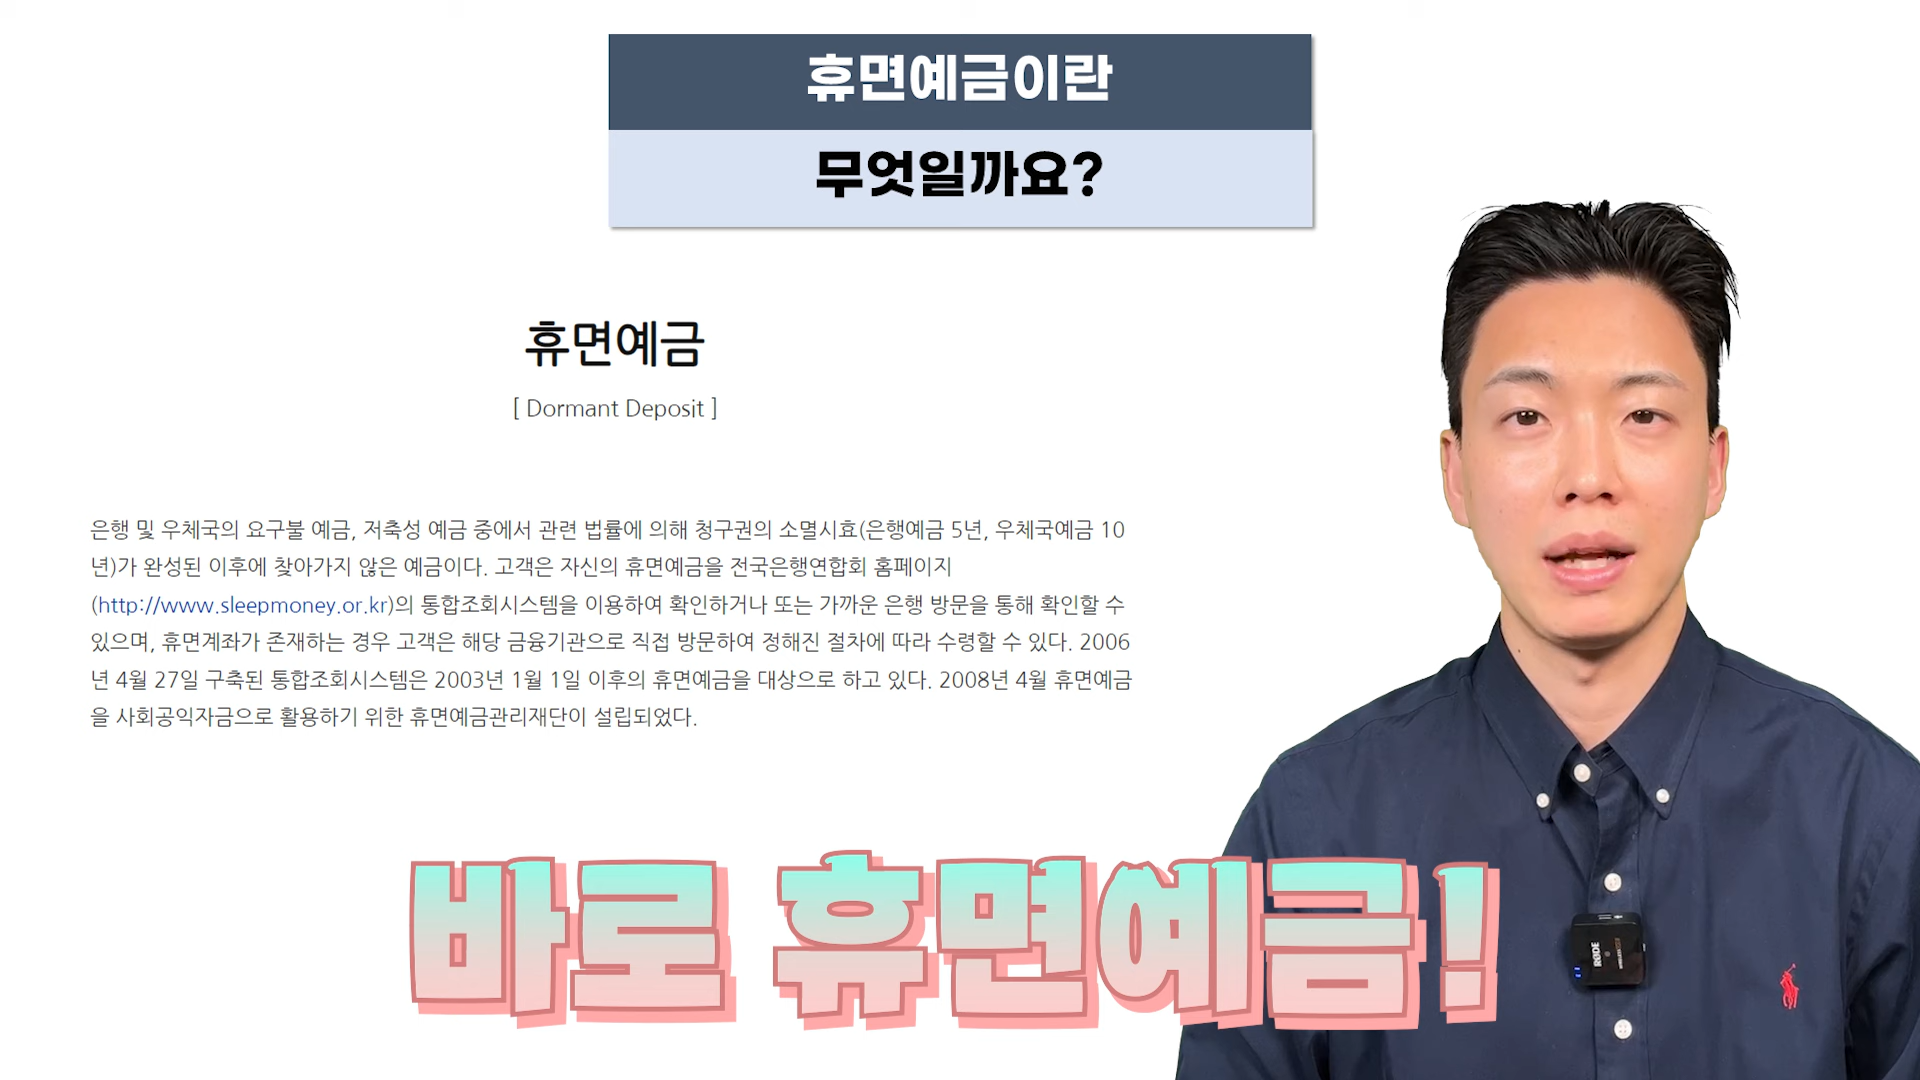 휴면예금이란
무엇일까요?
휴면예금
[ Dormant Deposit ]
은행 및 우체국의 요구불 예금, 저축성 예금 중에서 관련 법률에 의해 청구권의 소멸시효(은행예금 5년, 우체국예금 10
년)가 완성된 이후에 찾아가지 않은 예금이다. 고객은 자신의 휴면예금을 전국은행연합회 홈페이지
(http://www.sleepmoney.or.kr)의 통합조회시스템을 이용하여 확인하거나 또는 가까운 은행 방문을 통해 확인할 수
있으며, 휴면계좌가 존재하는 경우 고객은 해당 금융기관으로 직접 방문하여 정해진 절차에 따라 수령할 수 있다. 2006
년 4월 27일 구축된 통합조회시스템은 2003년 1월 1일 이후의 휴면예금을 대상으로 하고 있다. 2008년 4월 휴면예금
을 사회공익자금으로 활용하기 위한 휴면예금관리재단이 설립되었다.
바로 휴면예금!
RODE